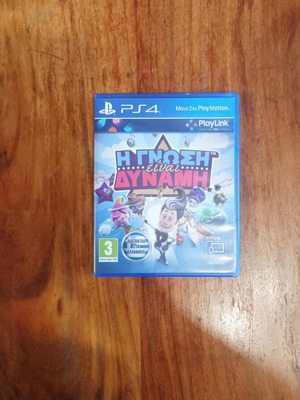 PS4
Μόνο Στο PlayStation
PlayLink
Η ΓΝΩΣΗ
είναι
ΔΥΝΑΜΗ
3